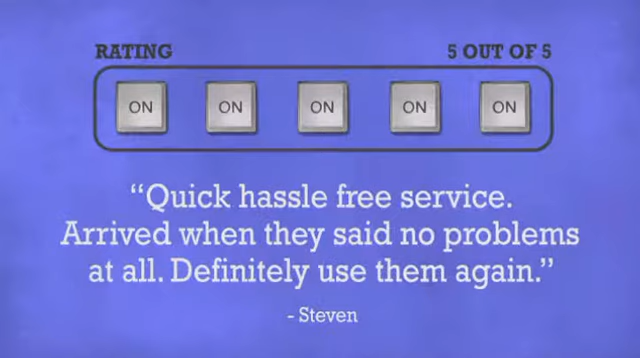 RATING 5 OUT OF 5
ON ON ON ON ON
“Quick hassle free service.
Arrived when they said no problems
at all. Definitely use them again.”
- Steven